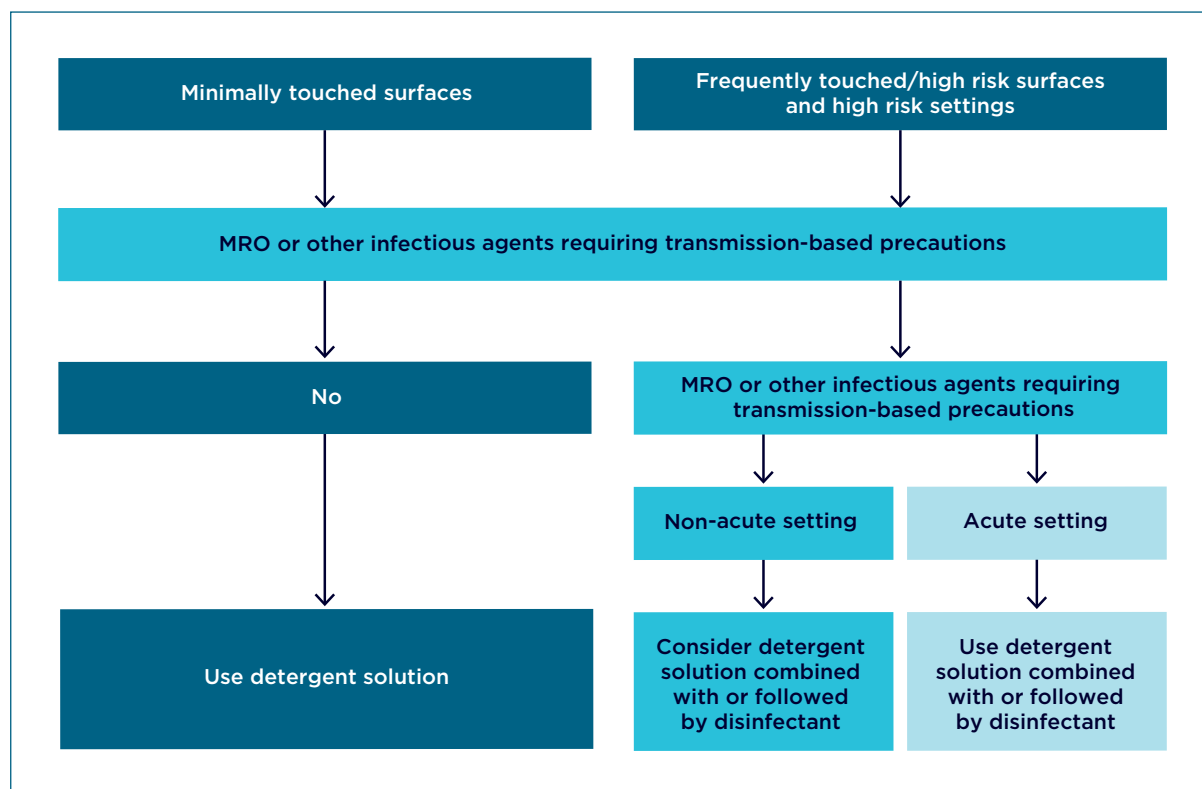 Minimally touched surfaces
Frequently touched/high risk surfaces
and high risk settings
MRO or other infectious agents requiring transmission-based precautions
No
MRO or other infectious agents requiring
transmission-based precautions
Non-acute setting
Acute setting
Use detergent solution
Consider detergent
solution combined
with or followed
by disinfectant
Use detergent
solution combined
with or followed
by disinfectant